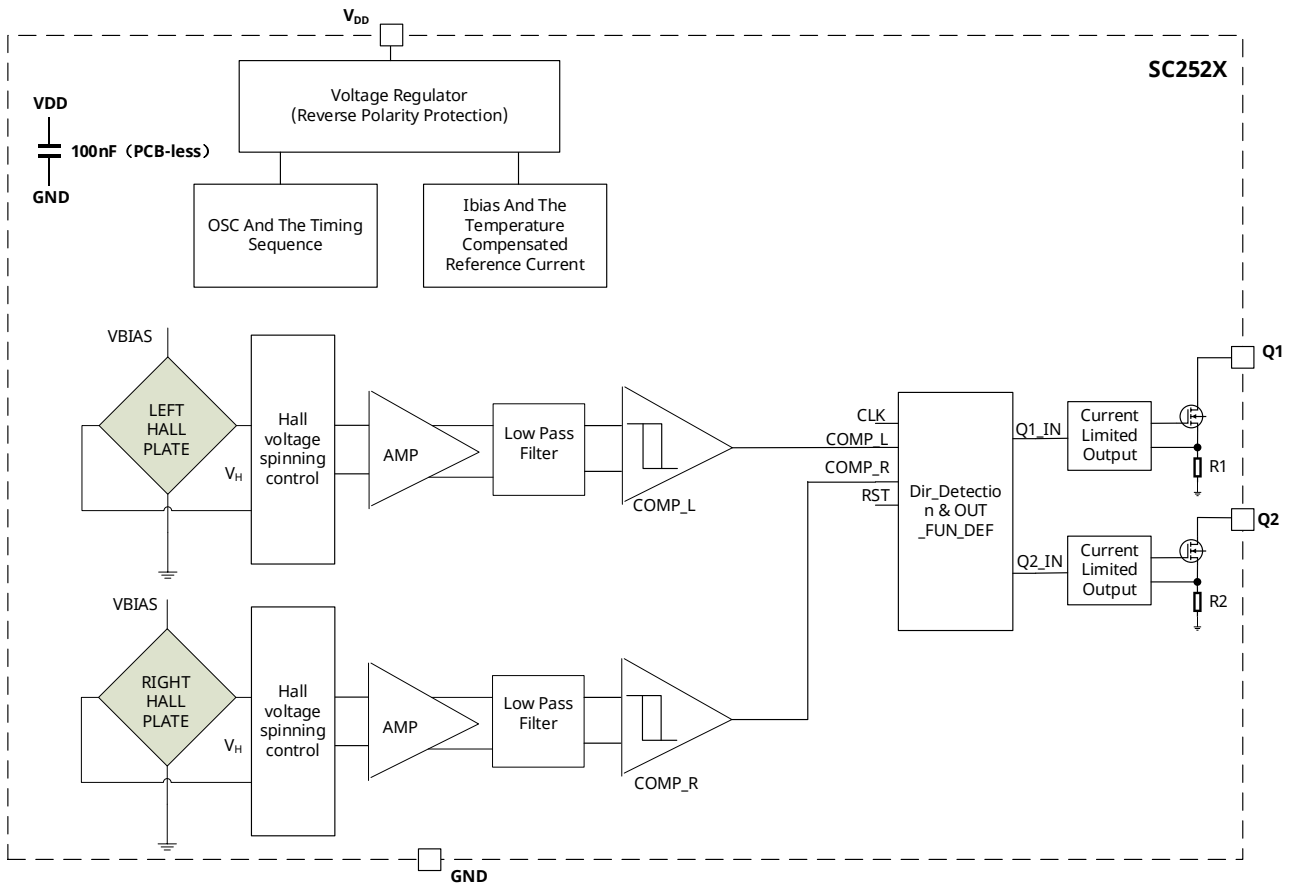 VDD
SC252X
Voltage Regulator
(Reverse Polarity Protection)
VDD
100nF（PCB-less）
GND
OSC And The Timing
Sequence
Ibias And The
Temperature
Compensated
Reference Current
VBIAS
LEFT
HALL
PLATE
VH
Hall
voltage
spinning
control
AMP
Low Pass
Filter
COMP_L
CLK
COMP_L
COMP_R
RST
Dir_Detectio
n & OUT
_FUN_DEF
Q1_IN
Current
Limited
Output
Q1
R1
Q2_IN
Current
Limited
Output
Q2
R2
VBIAS
RIGHT
HALL
PLATE
VH
Hall
voltage
spinning
control
AMP
Low Pass
Filter
COMP_R
GND